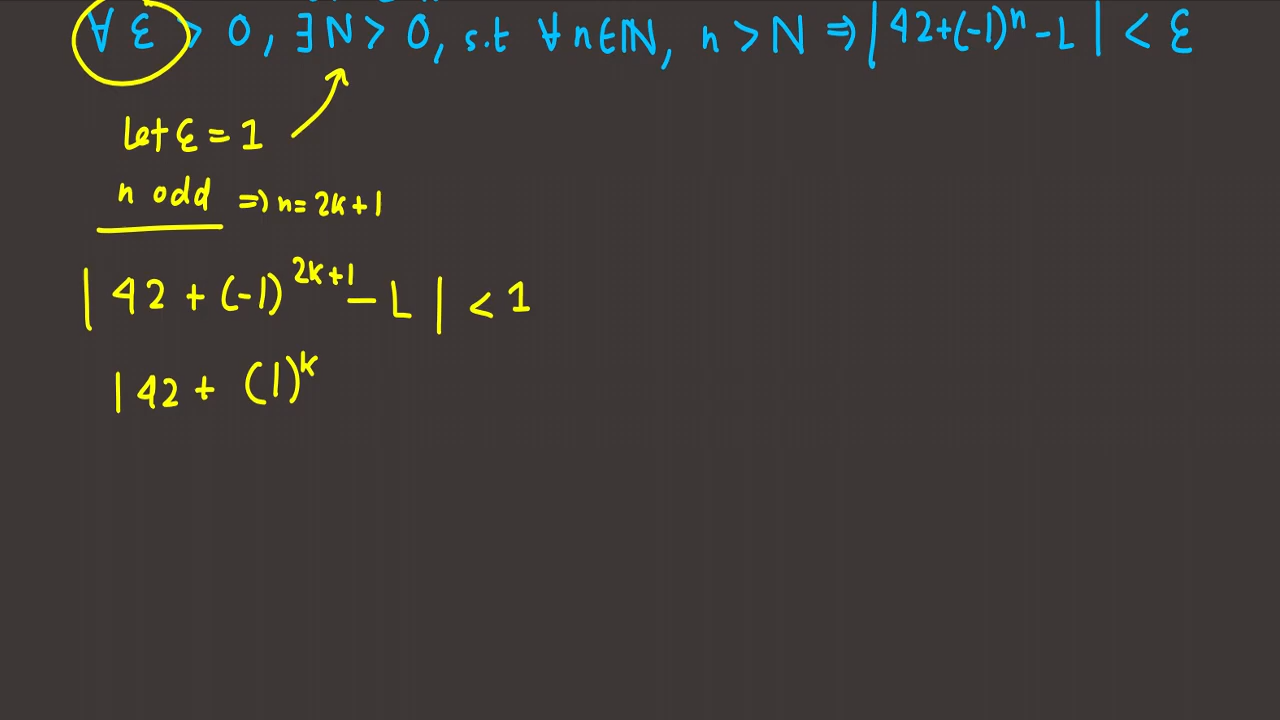 ∀ ε > 0, ∃ N > 0, s.t ∀ n ∈ ℕ, n > N ⇒ |42+(-1)ⁿ - L| < ε
Let ε = 1
n odd ⇒ n = 2k+1
| 42 + (-1)^{2k+1} - L | < 1
| 42 + (1)^k